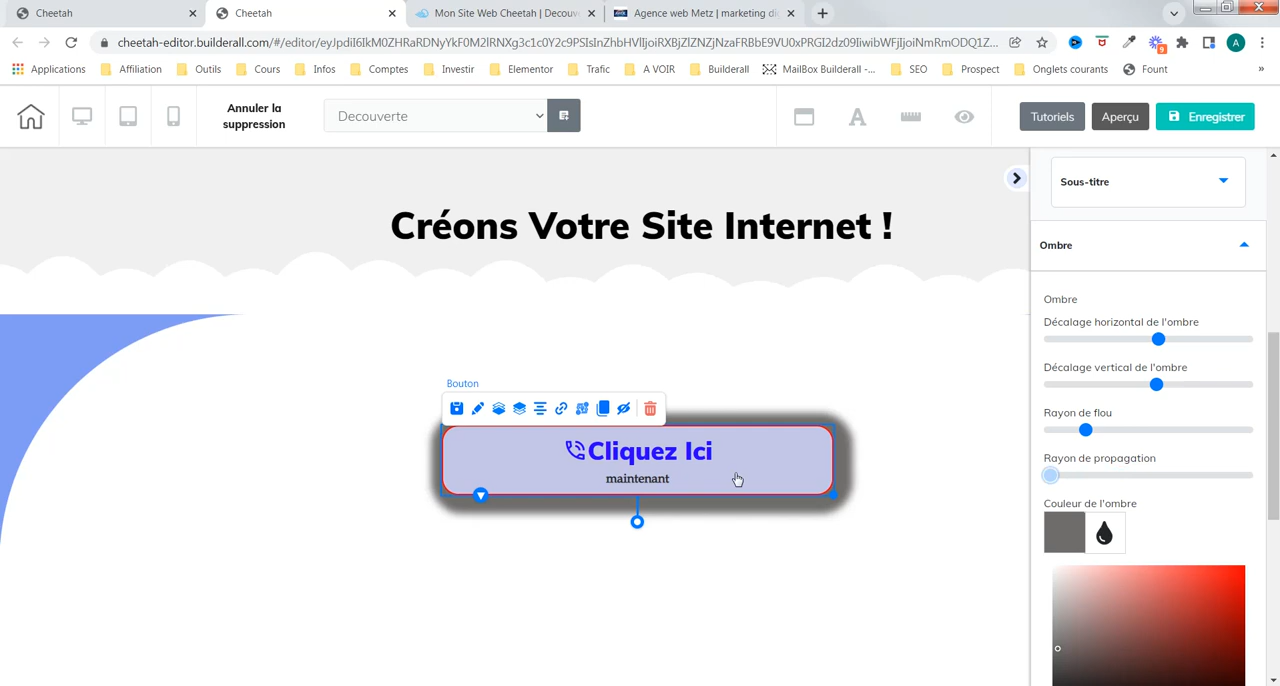 Cheetah
Cheetah
Mon Site Web Cheetah | Decouv
Agence web Metz | marketing di
cheetah-editor.builderall.com/#/editor/eyJpdiI6IkM0ZHRaRDNyYkF0M2lRNXg3c1c0Y2c9PSIsInZhbHVlIjoiRXBjZlZNZjNzaFRBbE9VU0xPRGI2dz09IiwibWFjIjoiNmRmODQ1Z...
Applications
Affiliation
Outils
Cours
Infos
Comptes
Investir
Elementor
Trafic
A VOIR
Builderall
MailBox Builderall -...
SEO
Prospect
Onglets courants
Fount
»
9
A
Annuler la
suppression
Decouverte
Tutoriels
Aperçu
Enregistrer
Créons Votre Site Internet !
Bouton
Cliquez Ici
maintenant
Sous-titre
Ombre
Ombre
Décalage horizontal de l'ombre
Décalage vertical de l'ombre
Rayon de flou
Rayon de propagation
Couleur de l'ombre